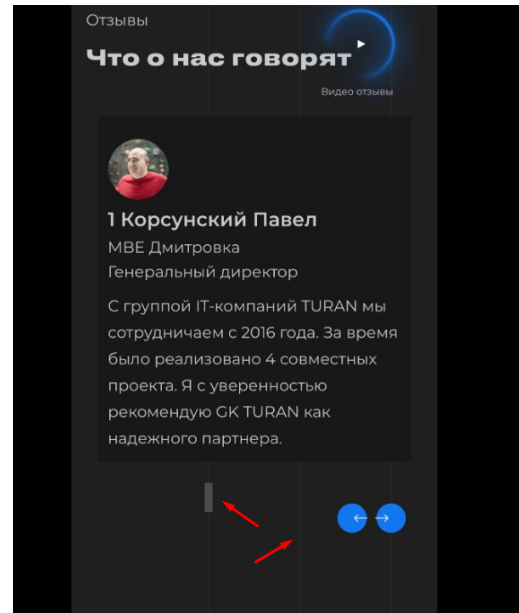 Отзывы
Что о нас говорят
Видео отзывы
1 Корсунский Павел
МВЕ Дмитровка
Генеральный директор
С группой IT-компаний TURAN мы
сотрудничаем с 2016 года. За время
было реализовано 4 совместных
проекта. Я с уверенностью
рекомендую GK TURAN как
надежного партнера.